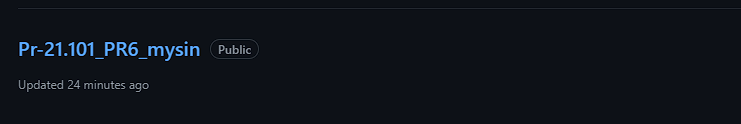 Pr-21.101_PR6_mysin Public
Updated 24 minutes ago